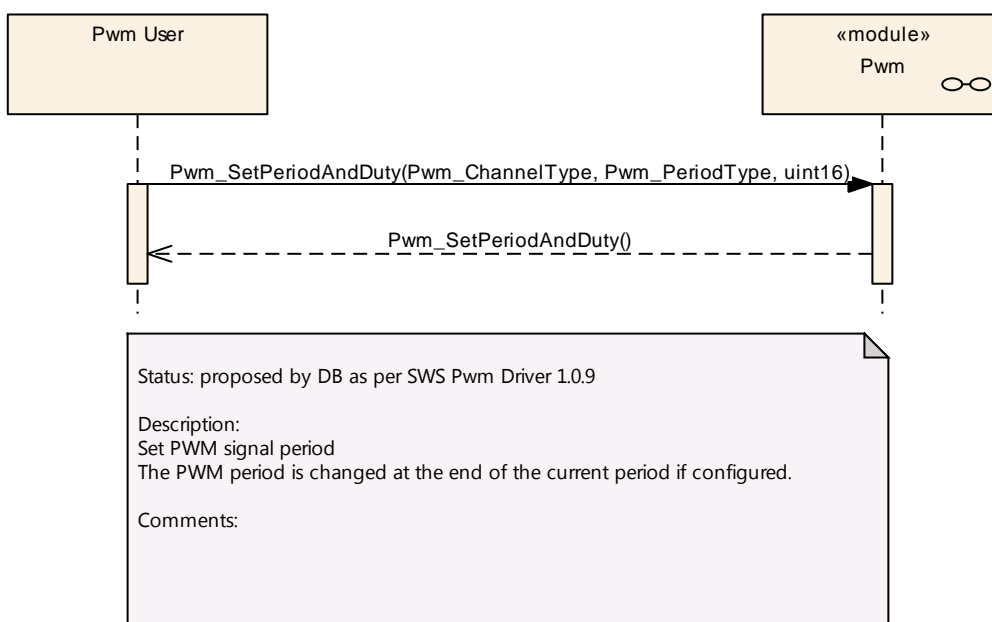 Pwm User
«module»
Pwm
Pwm_SetPeriodAndDuty(Pwm_ChannelType, Pwm_PeriodType, uint16)
Pwm_SetPeriodAndDuty()
Status: proposed by DB as per SWS Pwm Driver 1.0.9
Description:
Set PWM signal period
The PWM period is changed at the end of the current period if configured.
Comments: